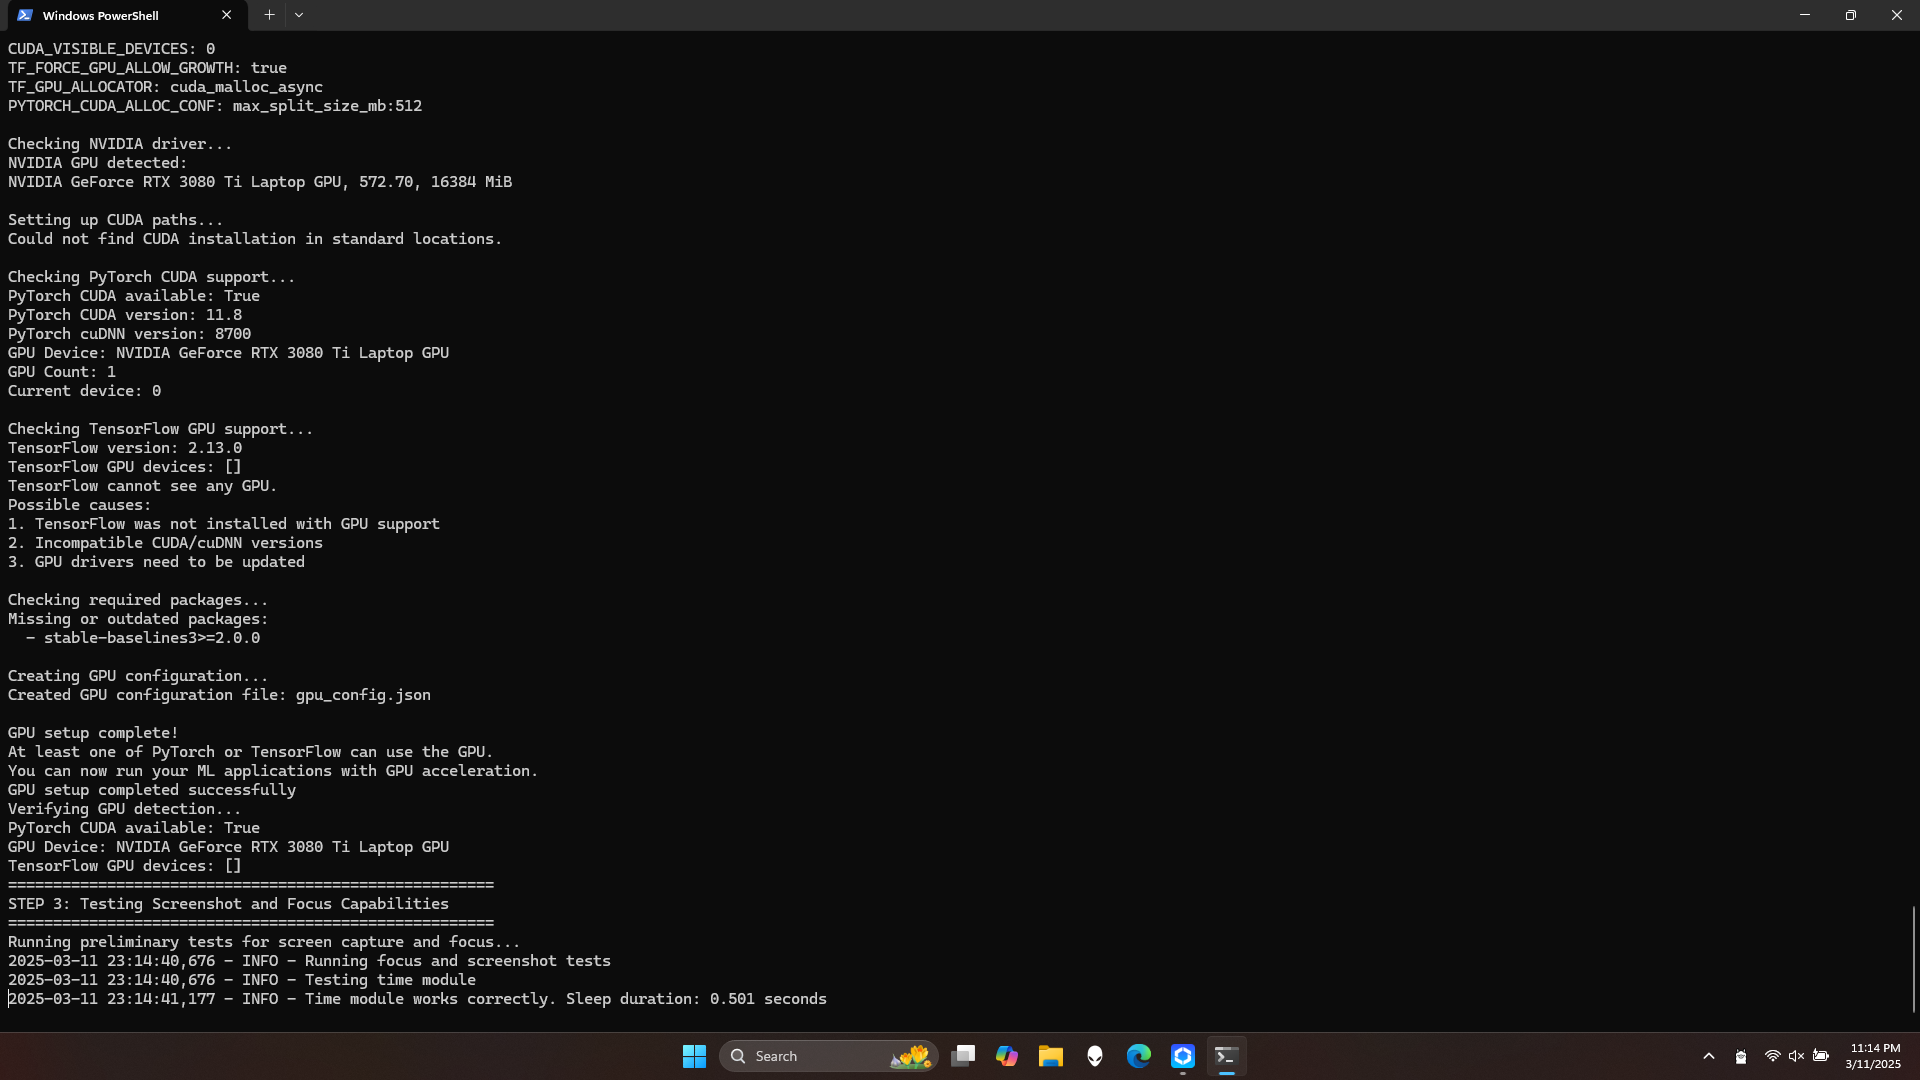 Windows PowerShell
CUDA_VISIBLE_DEVICES: 0
TF_FORCE_GPU_ALLOW_GROWTH: true
TF_GPU_ALLOCATOR: cuda_malloc_async
PYTORCH_CUDA_ALLOC_CONF: max_split_size_mb:512
Checking NVIDIA driver...
NVIDIA GPU detected:
NVIDIA GeForce RTX 3080 Ti Laptop GPU, 572.70, 16384 MiB
Setting up CUDA paths...
Could not find CUDA installation in standard locations.
Checking PyTorch CUDA support...
PyTorch CUDA available: True
PyTorch CUDA version: 11.8
PyTorch cuDNN version: 8700
GPU Device: NVIDIA GeForce RTX 3080 Ti Laptop GPU
GPU Count: 1
Current device: 0
Checking TensorFlow GPU support...
TensorFlow version: 2.13.0
TensorFlow GPU devices: []
TensorFlow cannot see any GPU.
Possible causes:
1. TensorFlow was not installed with GPU support
2. Incompatible CUDA/cuDNN versions
3. GPU drivers need to be updated
Checking required packages...
Missing or outdated packages:
  - stable-baselines3>=2.0.0
Creating GPU configuration...
Created GPU configuration file: gpu_config.json
GPU setup complete!
At least one of PyTorch or TensorFlow can use the GPU.
You can now run your ML applications with GPU acceleration.
GPU setup completed successfully
Verifying GPU detection...
PyTorch CUDA available: True
GPU Device: NVIDIA GeForce RTX 3080 Ti Laptop GPU
TensorFlow GPU devices: []
======================================================
STEP 3: Testing Screenshot and Focus Capabilities
======================================================
Running preliminary tests for screen capture and focus...
2025-03-11 23:14:40,676 - INFO - Running focus and screenshot tests
2025-03-11 23:14:40,676 - INFO - Testing time module
2025-03-11 23:14:41,177 - INFO - Time module works correctly. Sleep duration: 0.501 seconds
Search
11:14 PM
3/11/2025